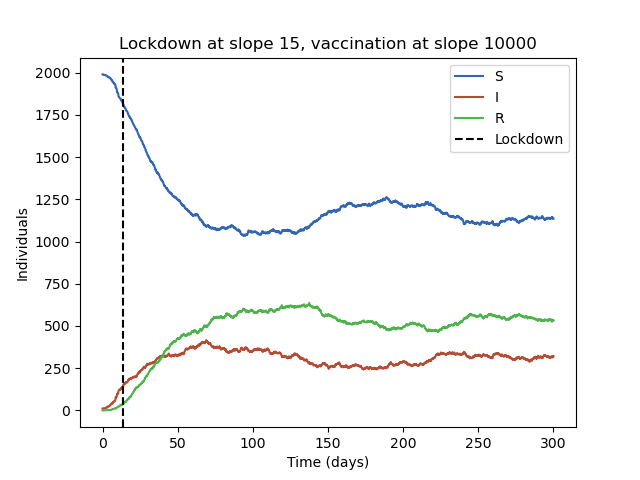 Lockdown at slope 15, vaccination at slope 10000
2000
1750
1500
1250
1000
750
500
250
0
Individuals
S
I
R
Lockdown
0 50 100 150 200 250 300
Time (days)